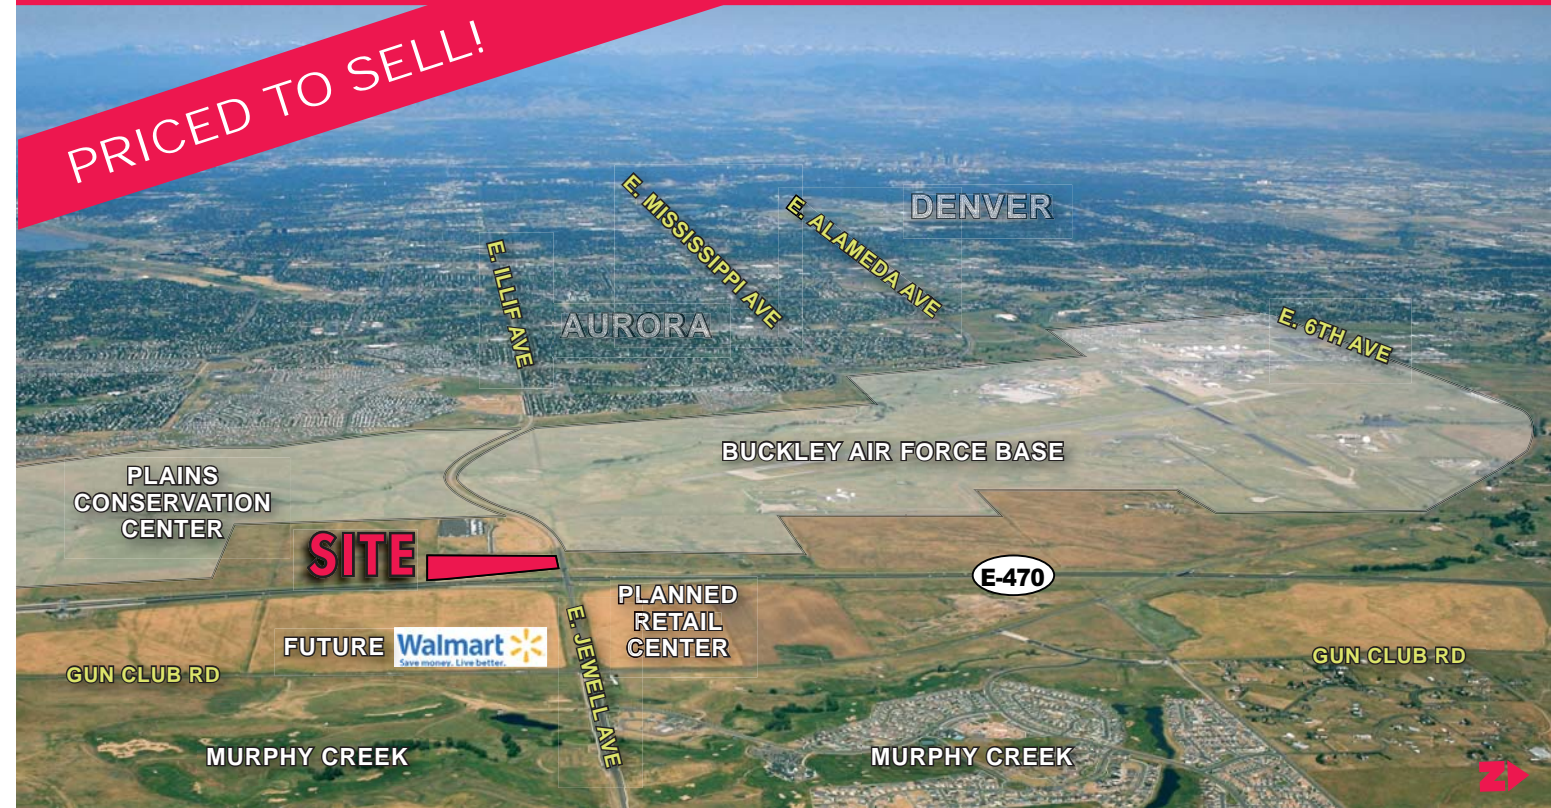 PRICED TO SELL!
DENVER
E. MISSISSIPPI AVE
E. ALAMEDA AVE
E. ILLIF AVE
AURORA
E. 6TH AVE
BUCKLEY AIR FORCE BASE
PLAINS
CONSERVATION
CENTER
SITE
E-470
PLANNED
RETAIL
CENTER
FUTURE Walmart
Save money. Live better.
E. JEWELL AVE
GUN CLUB RD
GUN CLUB RD
MURPHY CREEK
MURPHY CREEK
Z